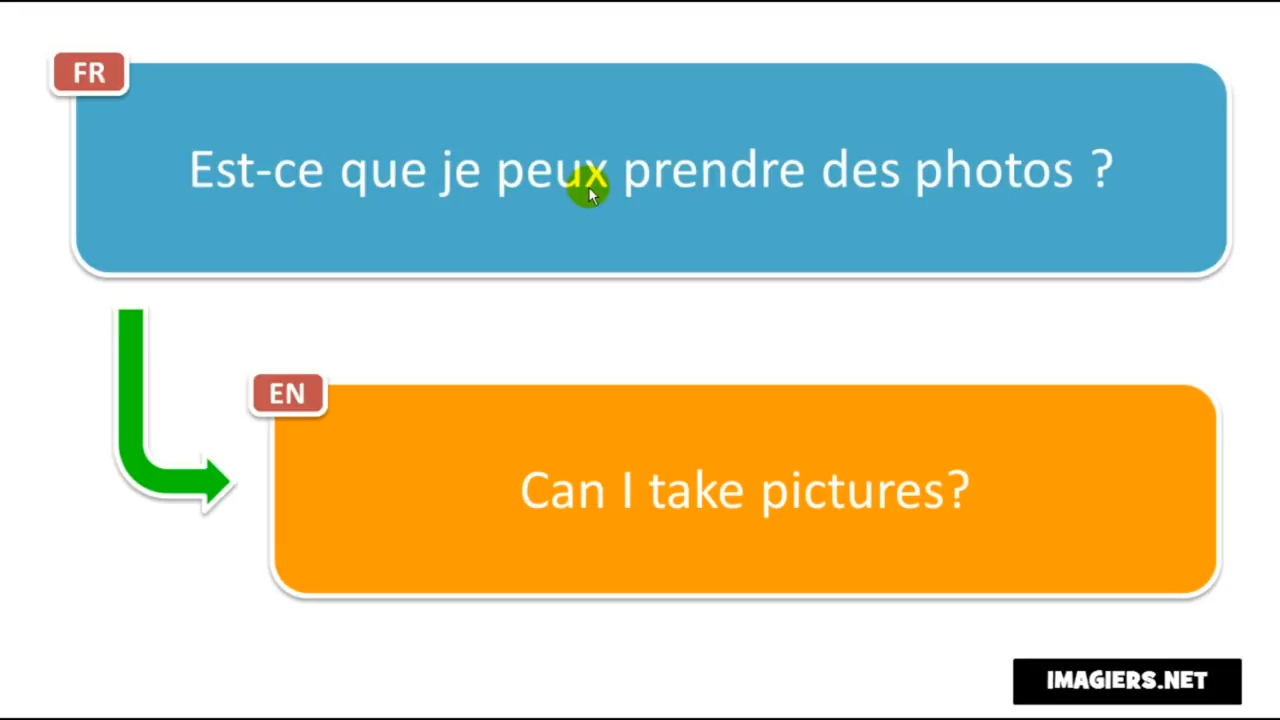 FR
Est-ce que je peux prendre des photos ?
EN
Can I take pictures?
IMAGIERS.NET